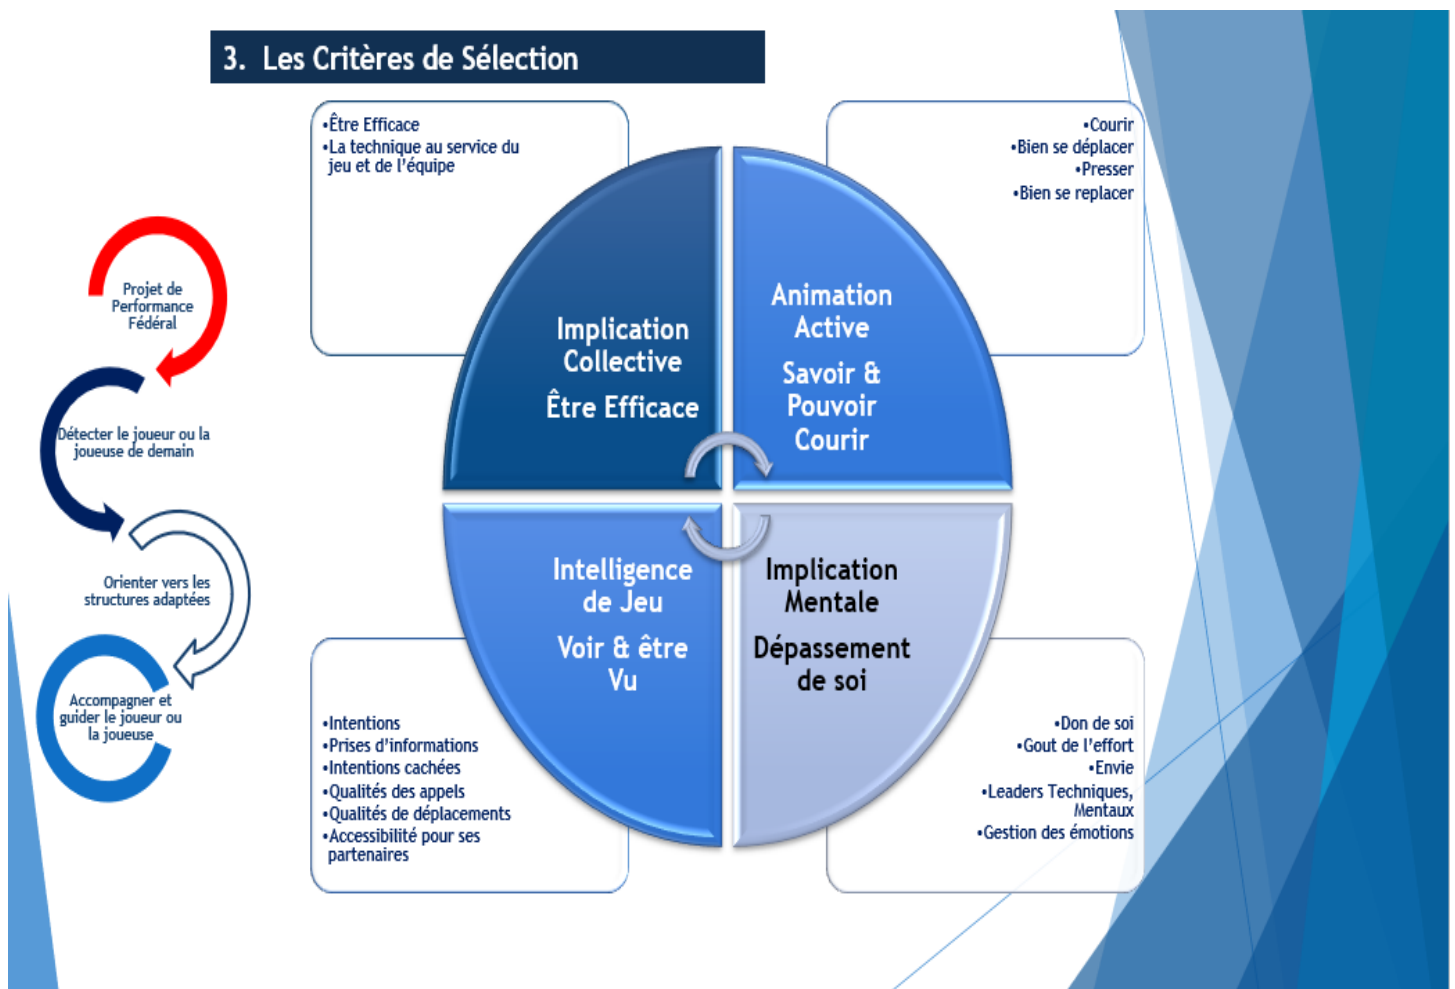 3. Les Critères de Sélection
•Être Efficace
•La technique au service du
jeu et de l'équipe
•Courir
•Bien se déplacer
•Presser
•Bien se replacer
Implication
Collective
Être Efficace
Animation
Active
Savoir &
Pouvoir
Courir
Intelligence
de Jeu
Voir & être
Vu
Implication
Mentale
Dépassement
de soi
•Intentions
•Prises d'informations
•Intentions cachées
•Qualités des appels
•Qualités de déplacements
•Accessibilité pour ses
partenaires
•Don de soi
•Gout de l'effort
•Envie
•Leaders Techniques,
Mentaux
•Gestion des émotions
Projet de
Performance
Fédéral
Détecter le joueur ou la
joueuse de demain
Orienter vers les
structures adaptées
Accompagner et
guider le joueur ou
la joueuse